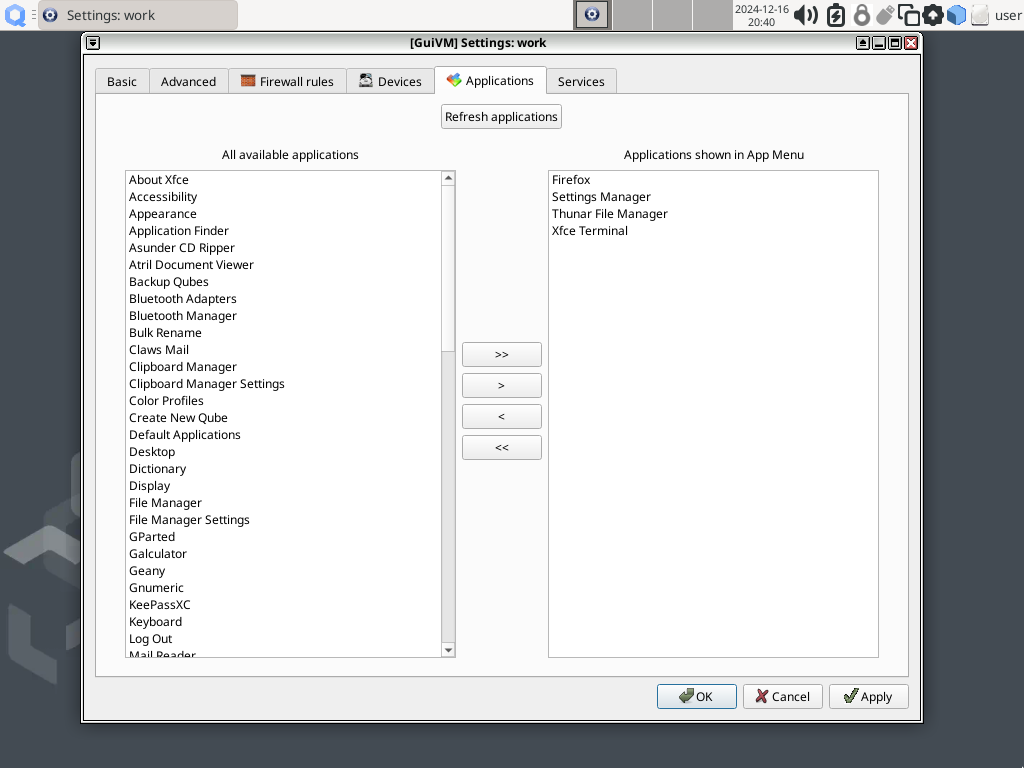 Settings: work
2024-12-16
20:40
user
[GuiVM] Settings: work
Basic
Advanced
Firewall rules
Devices
Applications
Services
Refresh applications
All available applications
Applications shown in App Menu
About Xfce
Accessibility
Appearance
Application Finder
Asunder CD Ripper
Atril Document Viewer
Backup Qubes
Bluetooth Adapters
Bluetooth Manager
Bulk Rename
Claws Mail
Clipboard Manager
Clipboard Manager Settings
Color Profiles
Create New Qube
Default Applications
Desktop
Dictionary
Display
File Manager
File Manager Settings
GParted
Galculator
Geany
Gnumeric
KeePassXC
Keyboard
Log Out
Mail Reader
>>
>
<
<<
Firefox
Settings Manager
Thunar File Manager
Xfce Terminal
OK
Cancel
Apply